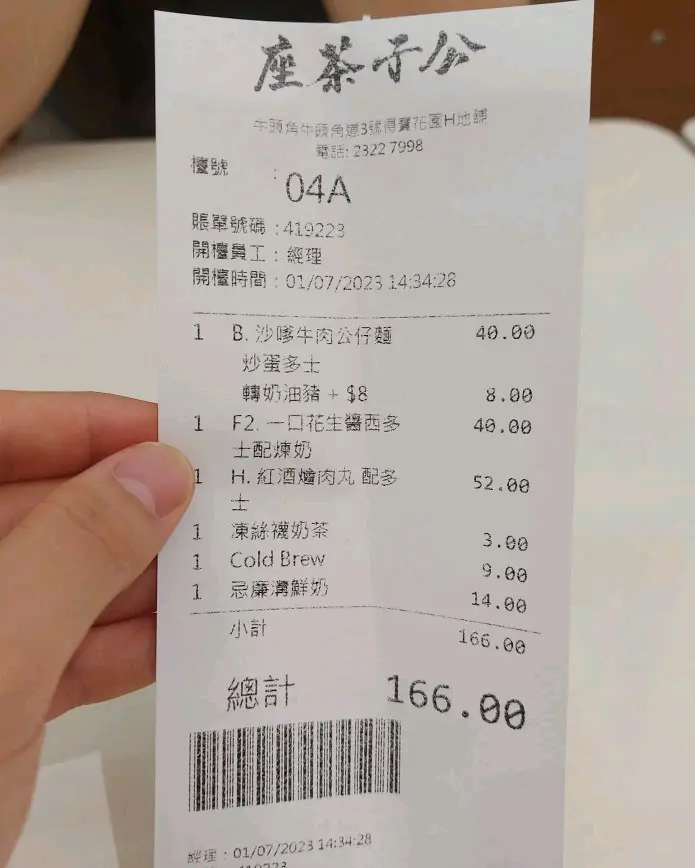 座茶子公
牛頭角牛頭角道3號得寶花園H地舖
電話: 2322 7998
檯號 : 04A
賬單號碼 : 419223
開檯員工 : 經理
開檯時間 : 01/07/2023 14:34:28
1 B. 沙嗲牛肉公仔麵 40.00
炒蛋多士
轉奶油豬 + $8 8.00
1 F2. 一口花生醬西多 40.00
士配煉奶
1 H. 紅酒燴肉丸 配多 52.00
士
1 凍絲襪奶茶 3.00
1 Cold Brew 9.00
1 忌廉溝鮮奶 14.00
小計 166.00
總計 166.00
經理 : 01/07/2023 14:34:28
419223